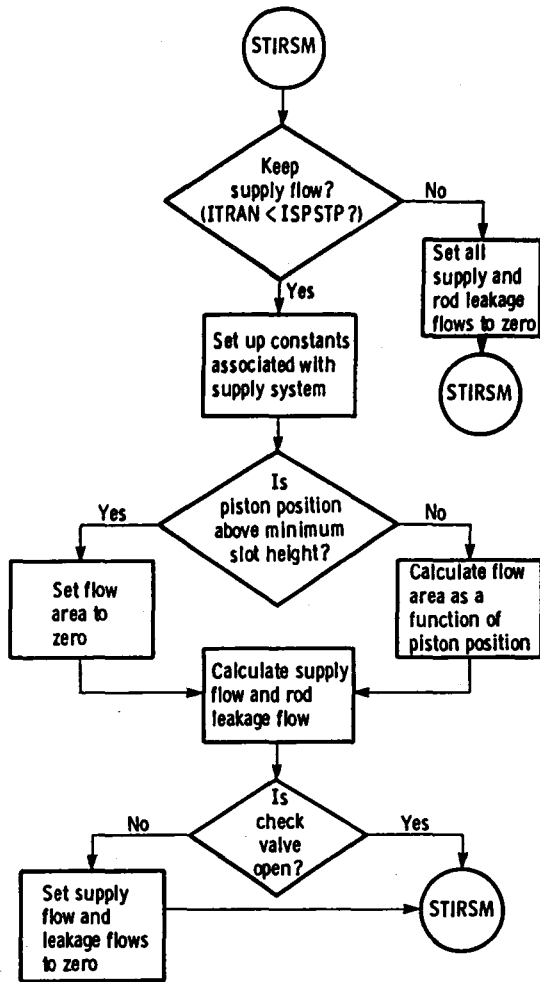 STIRSM
Keep
supply flow?
(ITRAN < ISPSTP?)
No
Set all
supply and
rod leakage
flows to zero
STIRSM
Yes
Set up constants
associated with
supply system
Is
piston position
above minimum
slot height?
Yes
No
Set flow
area to
zero
Calculate flow
area as a
function of
piston position
Calculate supply
flow and rod
leakage flow
Is
check
valve
open?
No
Yes
Set supply
flow and
leakage flows
to zero
STIRSM